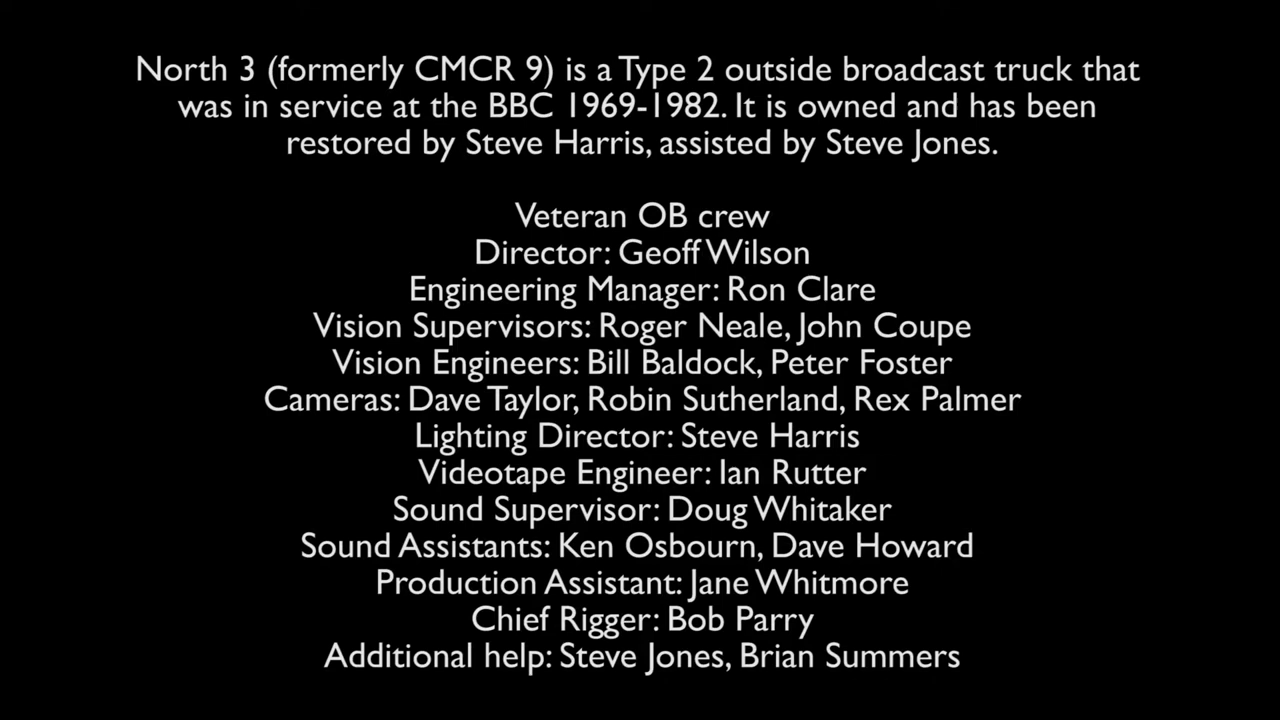 North 3 (formerly CMCR 9) is a Type 2 outside broadcast truck that
was in service at the BBC 1969-1982. It is owned and has been
restored by Steve Harris, assisted by Steve Jones.
Veteran OB crew
Director: Geoff Wilson
Engineering Manager: Ron Clare
Vision Supervisors: Roger Neale, John Coupe
Vision Engineers: Bill Baldock, Peter Foster
Cameras: Dave Taylor, Robin Sutherland, Rex Palmer
Lighting Director: Steve Harris
Videotape Engineer: Ian Rutter
Sound Supervisor: Doug Whitaker
Sound Assistants: Ken Osbourn, Dave Howard
Production Assistant: Jane Whitmore
Chief Rigger: Bob Parry
Additional help: Steve Jones, Brian Summers